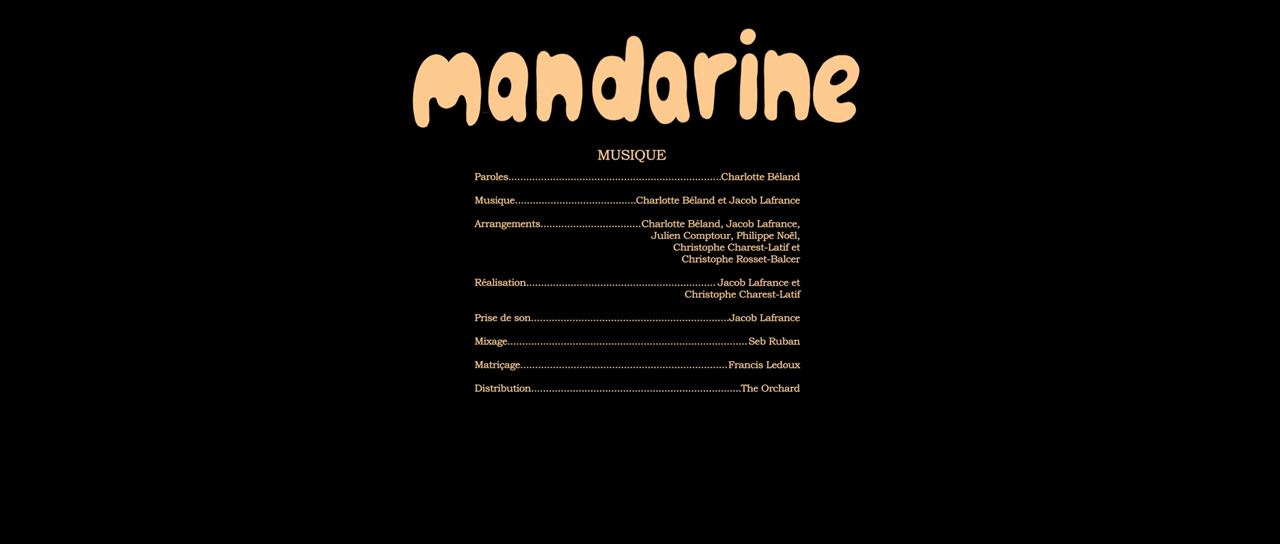 mandarine
MUSIQUE
Paroles.......................................................................Charlotte Béland
Musique........................................Charlotte Béland et Jacob Lafrance
Arrangements..................................Charlotte Béland, Jacob Lafrance,
Julien Comptour, Philippe Noël,
Christophe Charest-Latif et
Christophe Rosset-Balcer
Réalisation............................................................... Jacob Lafrance et
Christophe Charest-Latif
Prise de son..................................................................Jacob Lafrance
Mixage................................................................................ Seb Ruban
Matriçage.....................................................................Francis Ledoux
Distribution......................................................................The Orchard